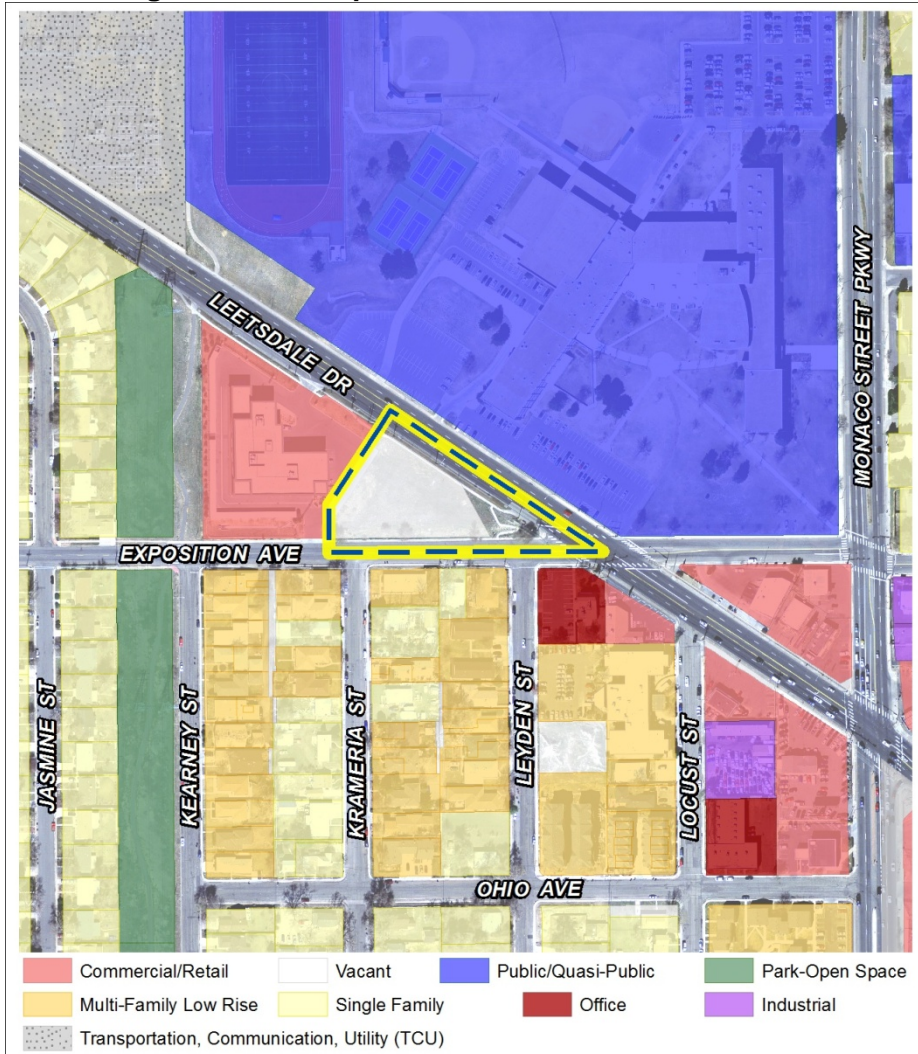 LEETSDALE DR
MONACO STREET PKWY
EXPOSITION AVE
JASMINE ST
KEARNEY ST
KRAMERIA ST
LEYDEN ST
LOCUST ST
OHIO AVE
Commercial/Retail
Vacant
Public/Quasi-Public
Park-Open Space
Multi-Family Low Rise
Single Family
Office
Industrial
Transportation, Communication, Utility (TCU)